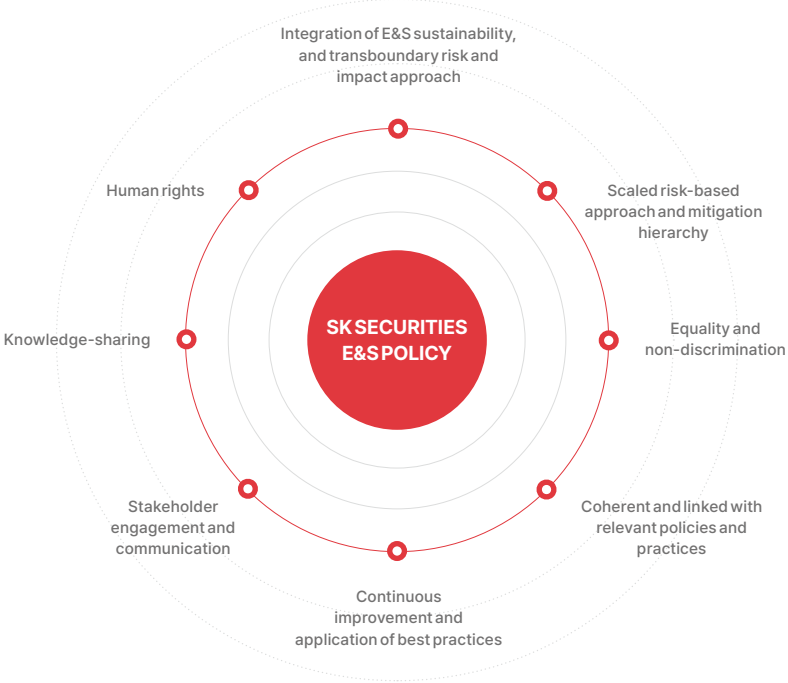 Integration of E&S sustainability,
and transboundary risk and
impact approach
Human rights
Scaled risk-based
approach and mitigation
hierarchy
Knowledge-sharing
SK SECURITIES
E&S POLICY
Equality and
non-discrimination
Stakeholder
engagement and
communication
Coherent and linked with
relevant policies and
practices
Continuous
improvement and
application of best practices